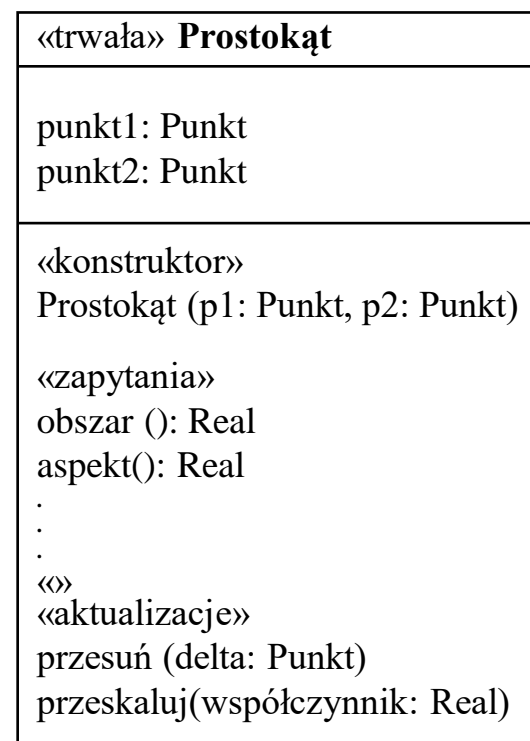 «trwała» Prostokąt
punkt1: Punkt
punkt2: Punkt
«konstruktor»
Prostokąt (p1: Punkt, p2: Punkt)
«zapytania»
obszar (): Real
aspekt(): Real
.
.
.
«»
«aktualizacje»
przesuń (delta: Punkt)
przeskaluj(współczynnik: Real)